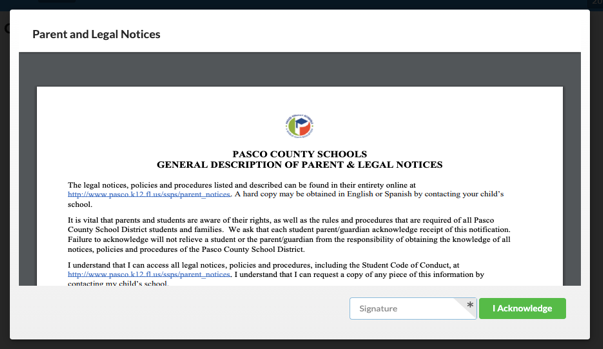 Parent and Legal Notices
PASCO COUNTY SCHOOLS
GENERAL DESCRIPTION OF PARENT & LEGAL NOTICES
The legal notices, policies and procedures listed and described can be found in their entirety online at
http://www.pasco.k12.fl.us/ssps/parent_notices. A hard copy may be obtained in English or Spanish by contacting your child's
school.
It is vital that parents and students are aware of their rights, as well as the rules and procedures that are required of all Pasco
County School District students and families. We ask that each student parent/guardian acknowledge receipt of this notification.
Failure to acknowledge will not relieve a student or the parent/guardian from the responsibility of obtaining the knowledge of all
notices, policies and procedures of the Pasco County School District.
I understand that I can access all legal notices, policies and procedures, including the Student Code of Conduct, at
http://www.pasco.k12.fl.us/ssps/parent_notices. I understand that I can request a copy of any piece of this information by
contacting my child's school.
Signature *
I Acknowledge